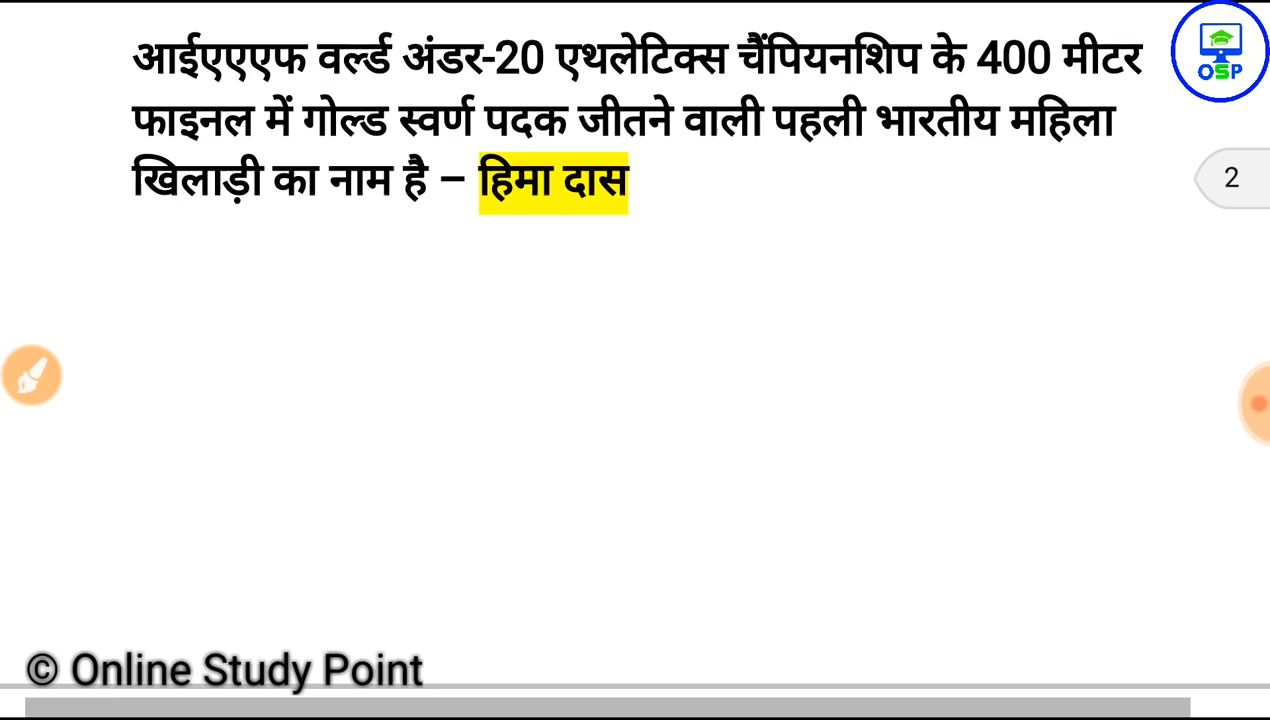 आईएएएफ वर्ल्ड अंडर-20 एथलेटिक्स चैंपियनशिप के 400 मीटर
फाइनल में गोल्ड स्वर्ण पदक जीतने वाली पहली भारतीय महिला
खिलाड़ी का नाम है – हिमा दास
OSP
2
© Online Study Point